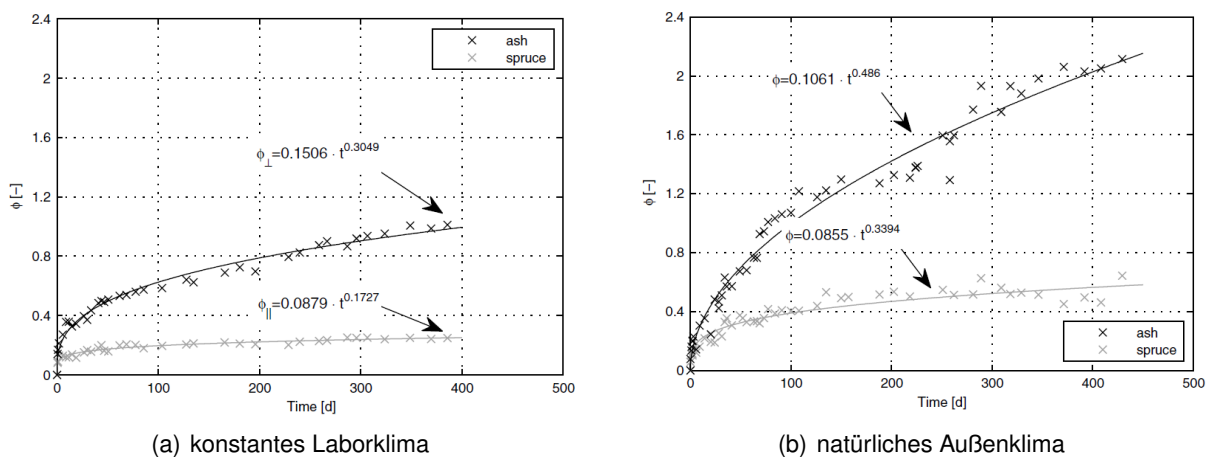 2.4
2
1.6
1.2
0.8
0.4
0
0
100
200
300
400
500
ϕ [−]
Time [d]
ash
spruce
ϕ⊥=0.1506 · t^0.3049
ϕ||=0.0879 · t^0.1727
(a) konstantes Laborklima
2.4
2
1.6
1.2
0.8
0.4
0
0
100
200
300
400
500
ϕ [−]
Time [d]
ϕ=0.1061 · t^0.486
ϕ=0.0855 · t^0.3394
ash
spruce
(b) natürliches Außenklima